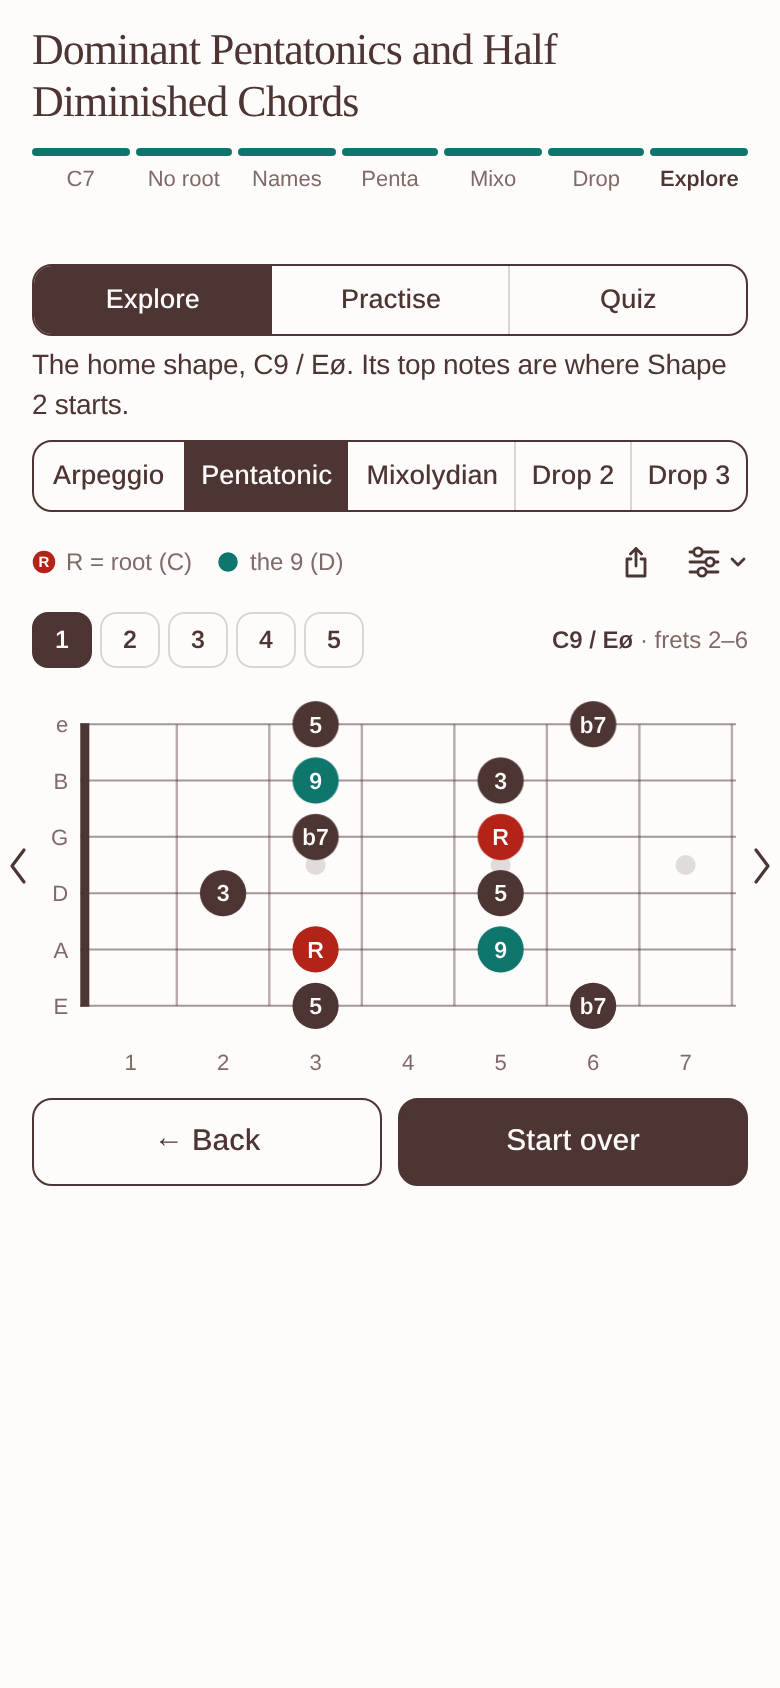 Dominant Pentatonics and Half
Diminished Chords
C7 No root Names Penta Mixo Drop Explore
Explore Practise Quiz
The home shape, C9 / Eø. Its top notes are where Shape
2 starts.
Arpeggio Pentatonic Mixolydian Drop 2 Drop 3
R R = root (C) the 9 (D)
1 2 3 4 5 C9 / Eø · frets 2–6
e 5 b7
B 9 3
G b7 R
D 3 5
A R 9
E 5 b7
1 2 3 4 5 6 7
← Back Start over